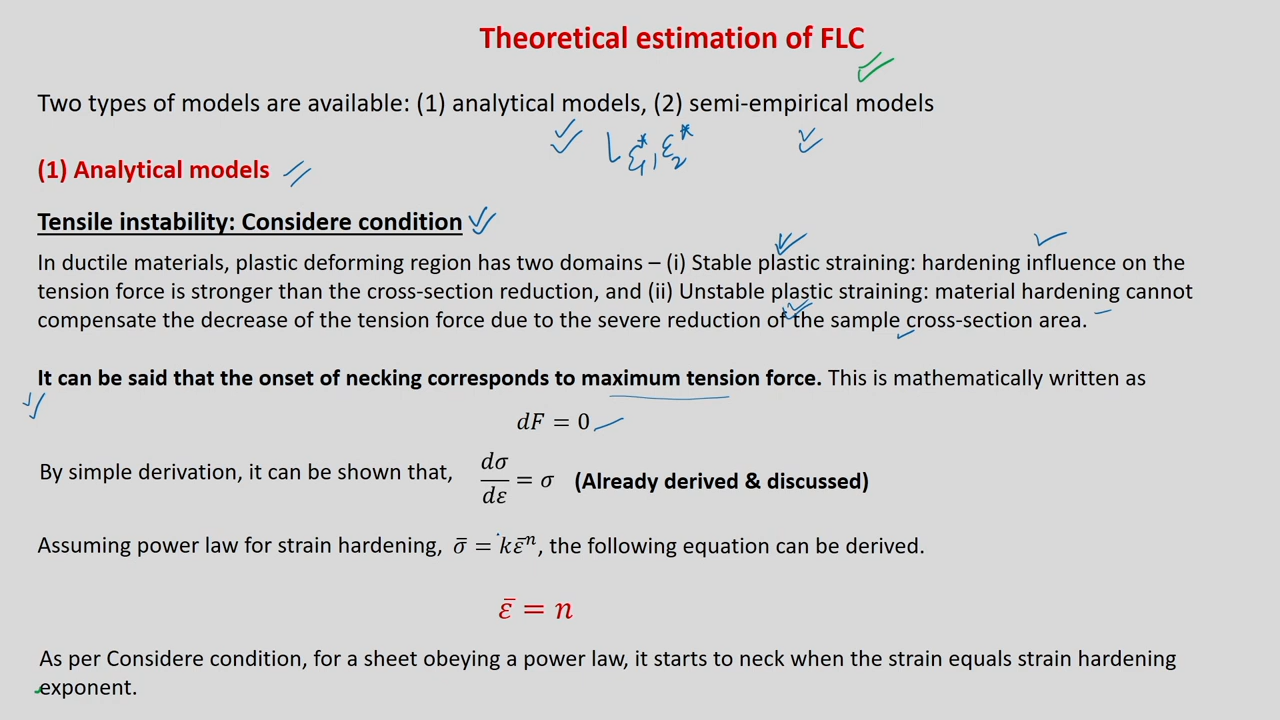 Theoretical estimation of FLC
Two types of models are available: (1) analytical models, (2) semi-empirical models
ε₁*, ε₂*
(1) Analytical models
Tensile instability: Considere condition
In ductile materials, plastic deforming region has two domains – (i) Stable plastic straining: hardening influence on the
tension force is stronger than the cross-section reduction, and (ii) Unstable plastic straining: material hardening cannot
compensate the decrease of the tension force due to the severe reduction of the sample cross-section area.
It can be said that the onset of necking corresponds to maximum tension force. This is mathematically written as
dF = 0
By simple derivation, it can be shown that, dσ/dε = σ (Already derived & discussed)
Assuming power law for strain hardening, σ̄ = kε̄ⁿ, the following equation can be derived.
ε̄ = n
As per Considere condition, for a sheet obeying a power law, it starts to neck when the strain equals strain hardening
exponent.